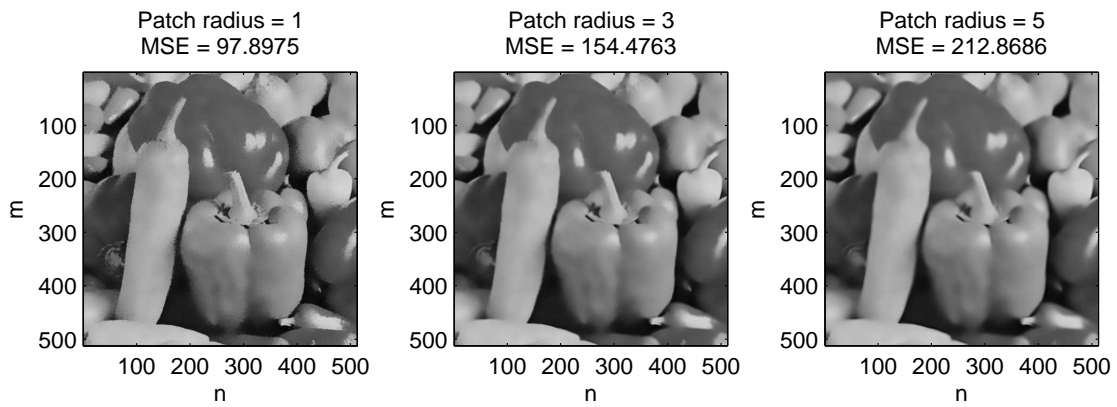 Patch radius = 1
MSE = 97.8975
Patch radius = 3
MSE = 154.4763
Patch radius = 5
MSE = 212.8686
m
100
200
300
400
500
100 200 300 400 500
n
m
100
200
300
400
500
100 200 300 400 500
n
m
100
200
300
400
500
100 200 300 400 500
n